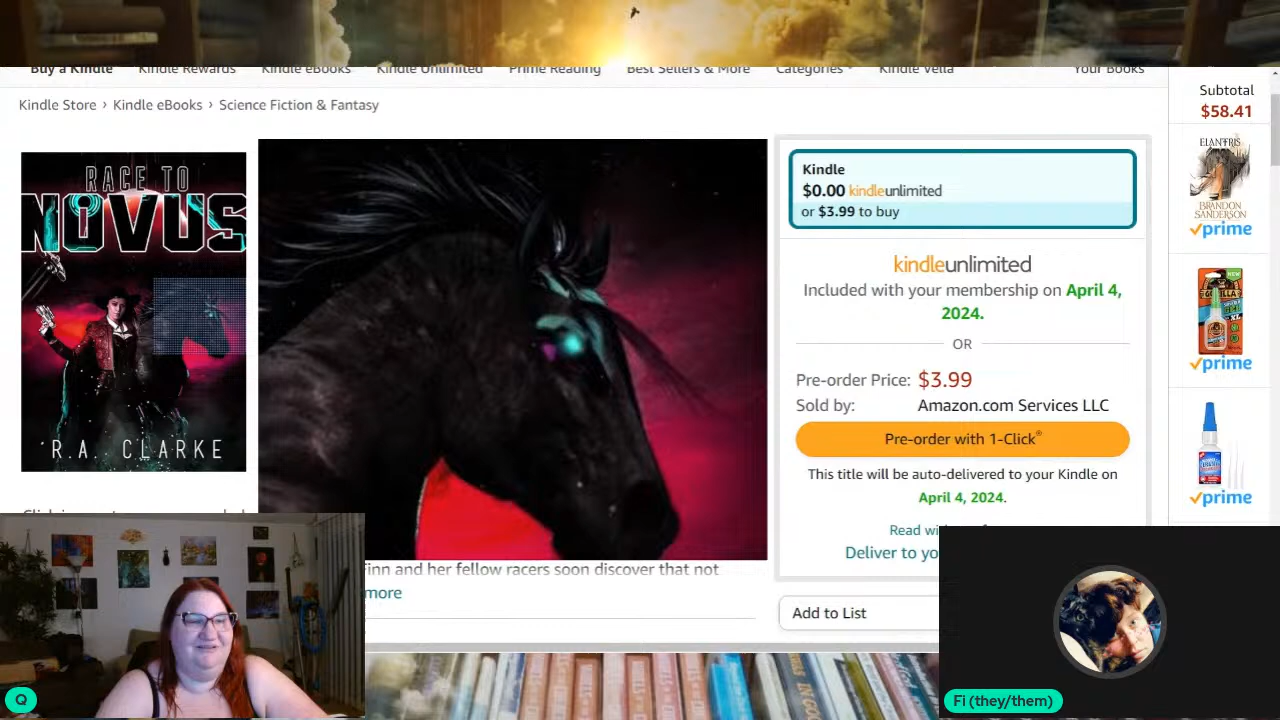 Buy a Kindle Kindle Rewards Kindle eBooks Kindle Unlimited Prime Reading Best Sellers & More Categories Kindle Vella Your Books
Kindle Store › Kindle eBooks › Science Fiction & Fantasy
RACE TO
NOVUS
R.A. CLARKE
Kindle
$0.00 kindleunlimited
or $3.99 to buy
kindleunlimited
Included with your membership on April 4,
2024.
OR
Pre-order Price: $3.99
Sold by: Amazon.com Services LLC
Pre-order with 1-Click®
This title will be auto-delivered to your Kindle on
April 4, 2024.
Deliver to yo
Add to List
Subtotal
$58.41
ELANTRIS
BRANDON
SANDERSON
prime
prime
prime
inn and her fellow racers soon discover that not
more
Q
Fi (they/them)